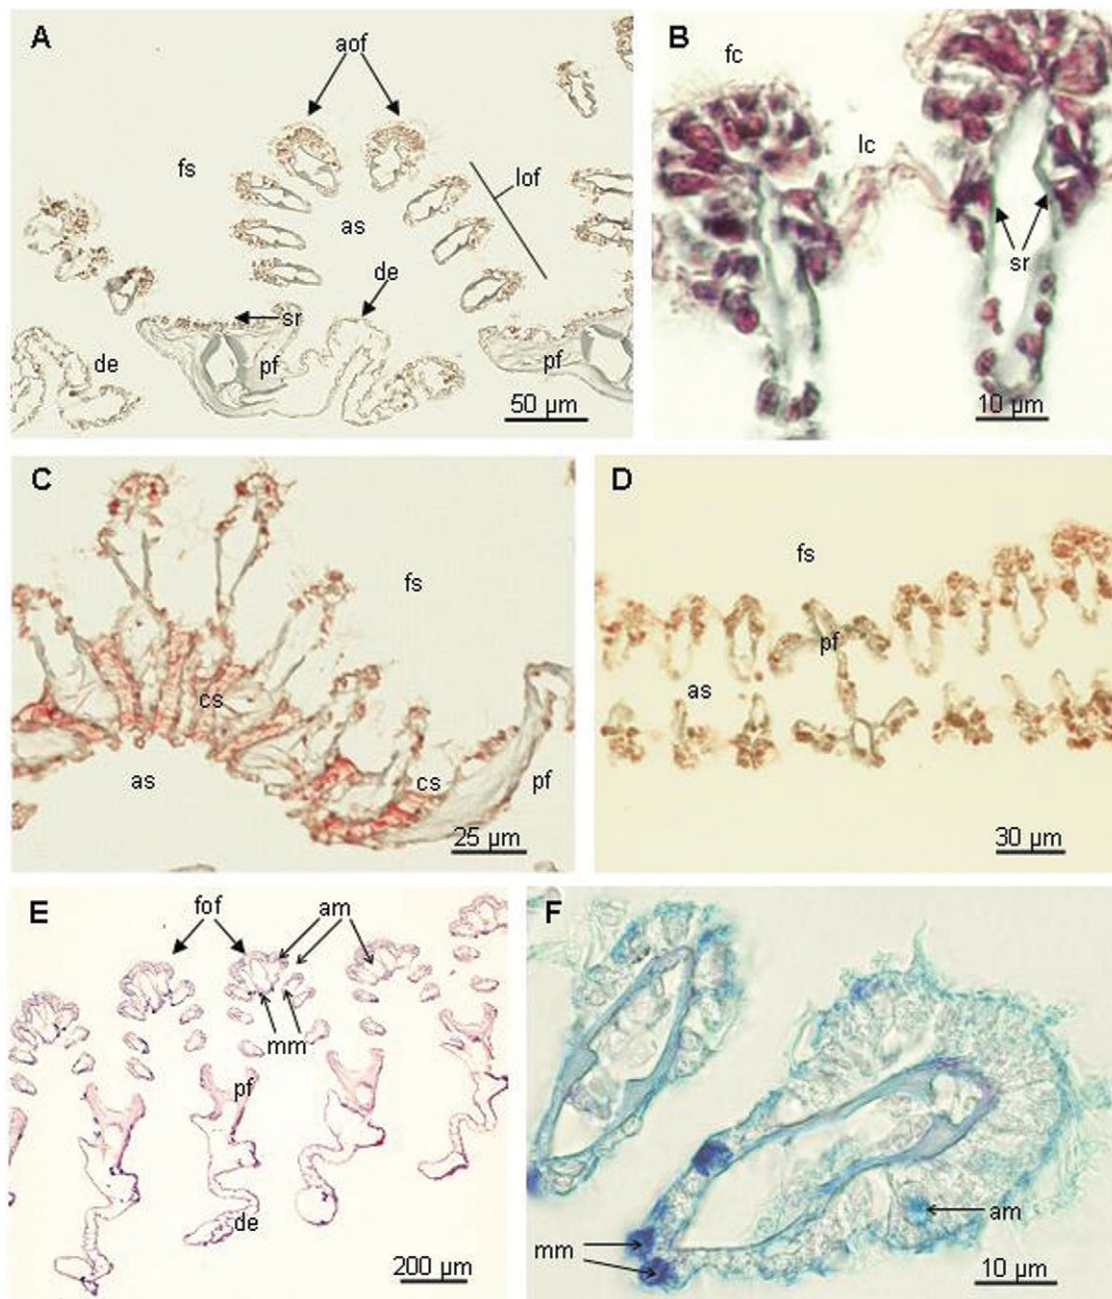 A
aof
fs
lof
as
de
sr
de
pf
pf
50 µm
B
fc
lc
sr
10 µm
C
fs
cs
as
cs
pf
25 µm
D
fs
pf
as
30 µm
E
fof
am
mm
pf
de
200 µm
F
am
mm
10 µm